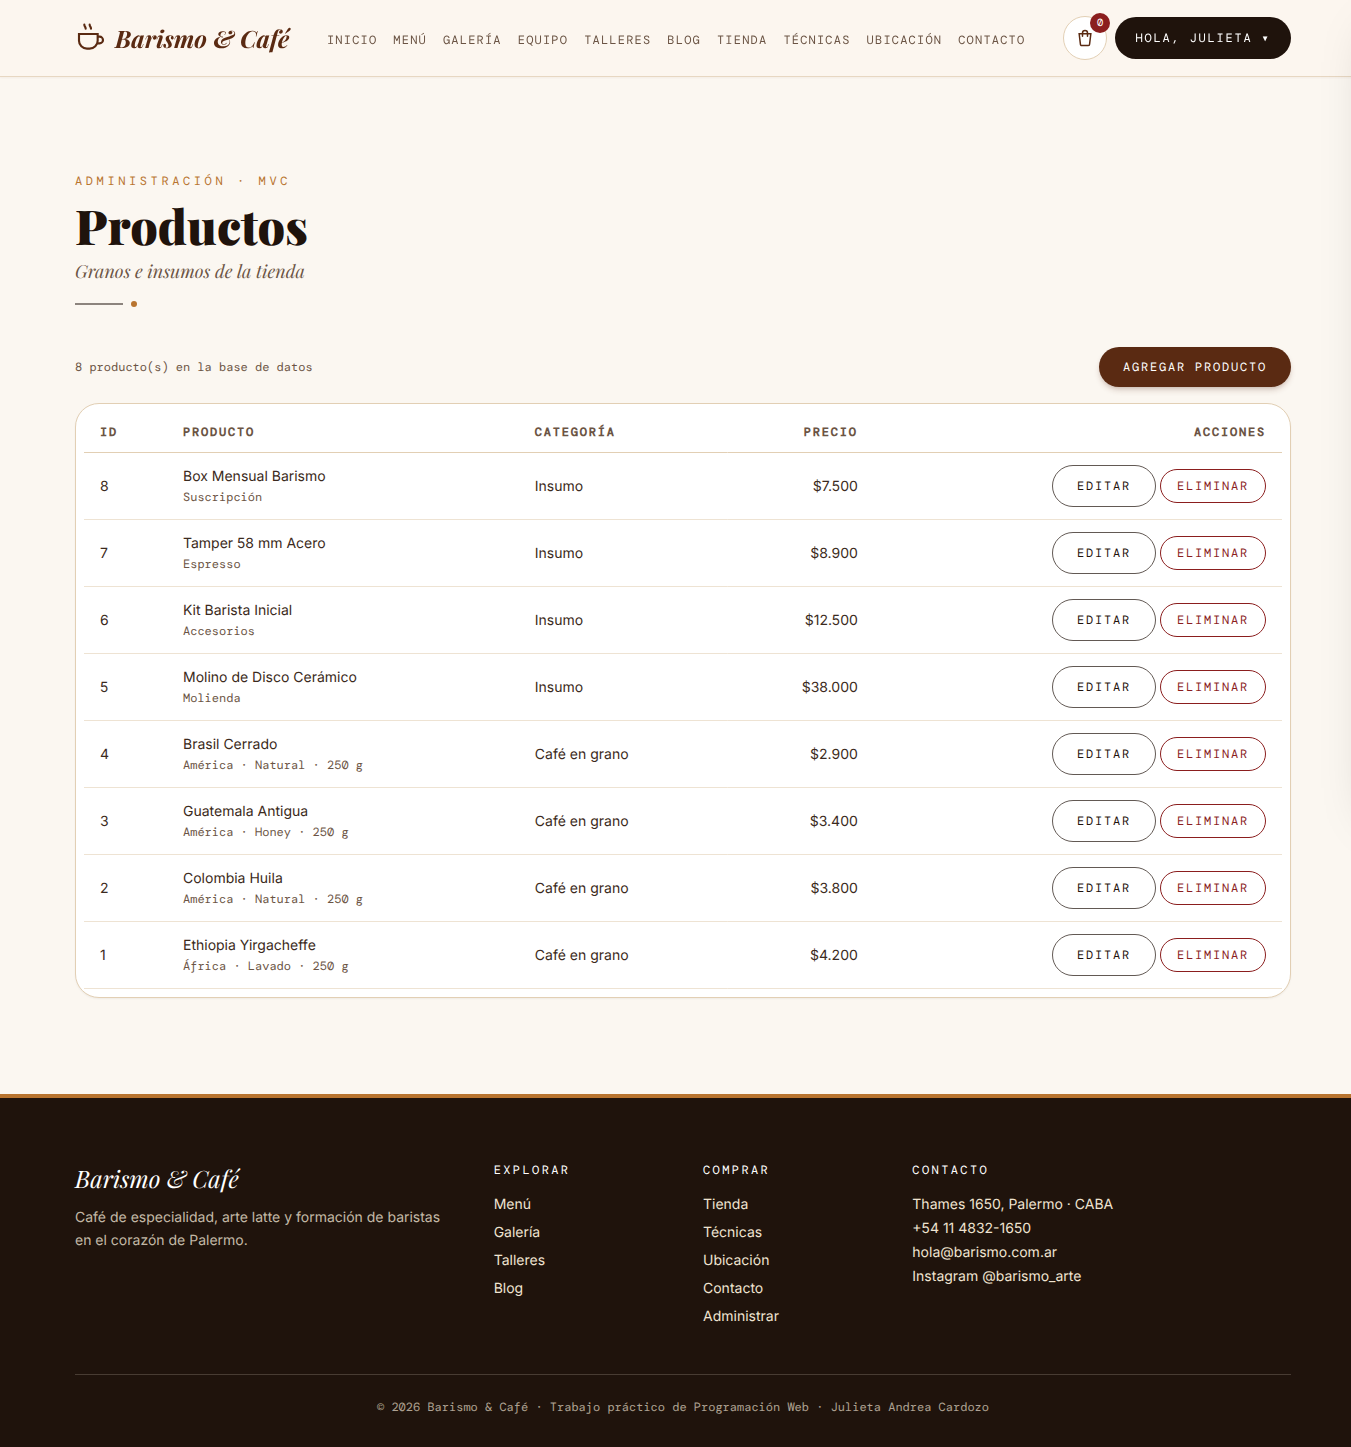 Barismo & Café
INICIO MENÚ GALERÍA EQUIPO TALLERES BLOG TIENDA TÉCNICAS UBICACIÓN CONTACTO
0
HOLA, JULIETA ▾
ADMINISTRACIÓN · MVC
Productos
Granos e insumos de la tienda
8 producto(s) en la base de datos
AGREGAR PRODUCTO
ID PRODUCTO CATEGORÍA PRECIO ACCIONES
8 Box Mensual Barismo Insumo $7.500 EDITAR ELIMINAR
Suscripción
7 Tamper 58 mm Acero Insumo $8.900 EDITAR ELIMINAR
Espresso
6 Kit Barista Inicial Insumo $12.500 EDITAR ELIMINAR
Accesorios
5 Molino de Disco Cerámico Insumo $38.000 EDITAR ELIMINAR
Molienda
4 Brasil Cerrado Café en grano $2.900 EDITAR ELIMINAR
América · Natural · 250 g
3 Guatemala Antigua Café en grano $3.400 EDITAR ELIMINAR
América · Honey · 250 g
2 Colombia Huila Café en grano $3.800 EDITAR ELIMINAR
América · Natural · 250 g
1 Ethiopia Yirgacheffe Café en grano $4.200 EDITAR ELIMINAR
África · Lavado · 250 g
Barismo & Café
Café de especialidad, arte latte y formación de baristas
en el corazón de Palermo.
EXPLORAR
Menú
Galería
Talleres
Blog
COMPRAR
Tienda
Técnicas
Ubicación
Contacto
Administrar
CONTACTO
Thames 1650, Palermo · CABA
+54 11 4832-1650
hola@barismo.com.ar
Instagram @barismo_arte
© 2026 Barismo & Café · Trabajo práctico de Programación Web · Julieta Andrea Cardozo